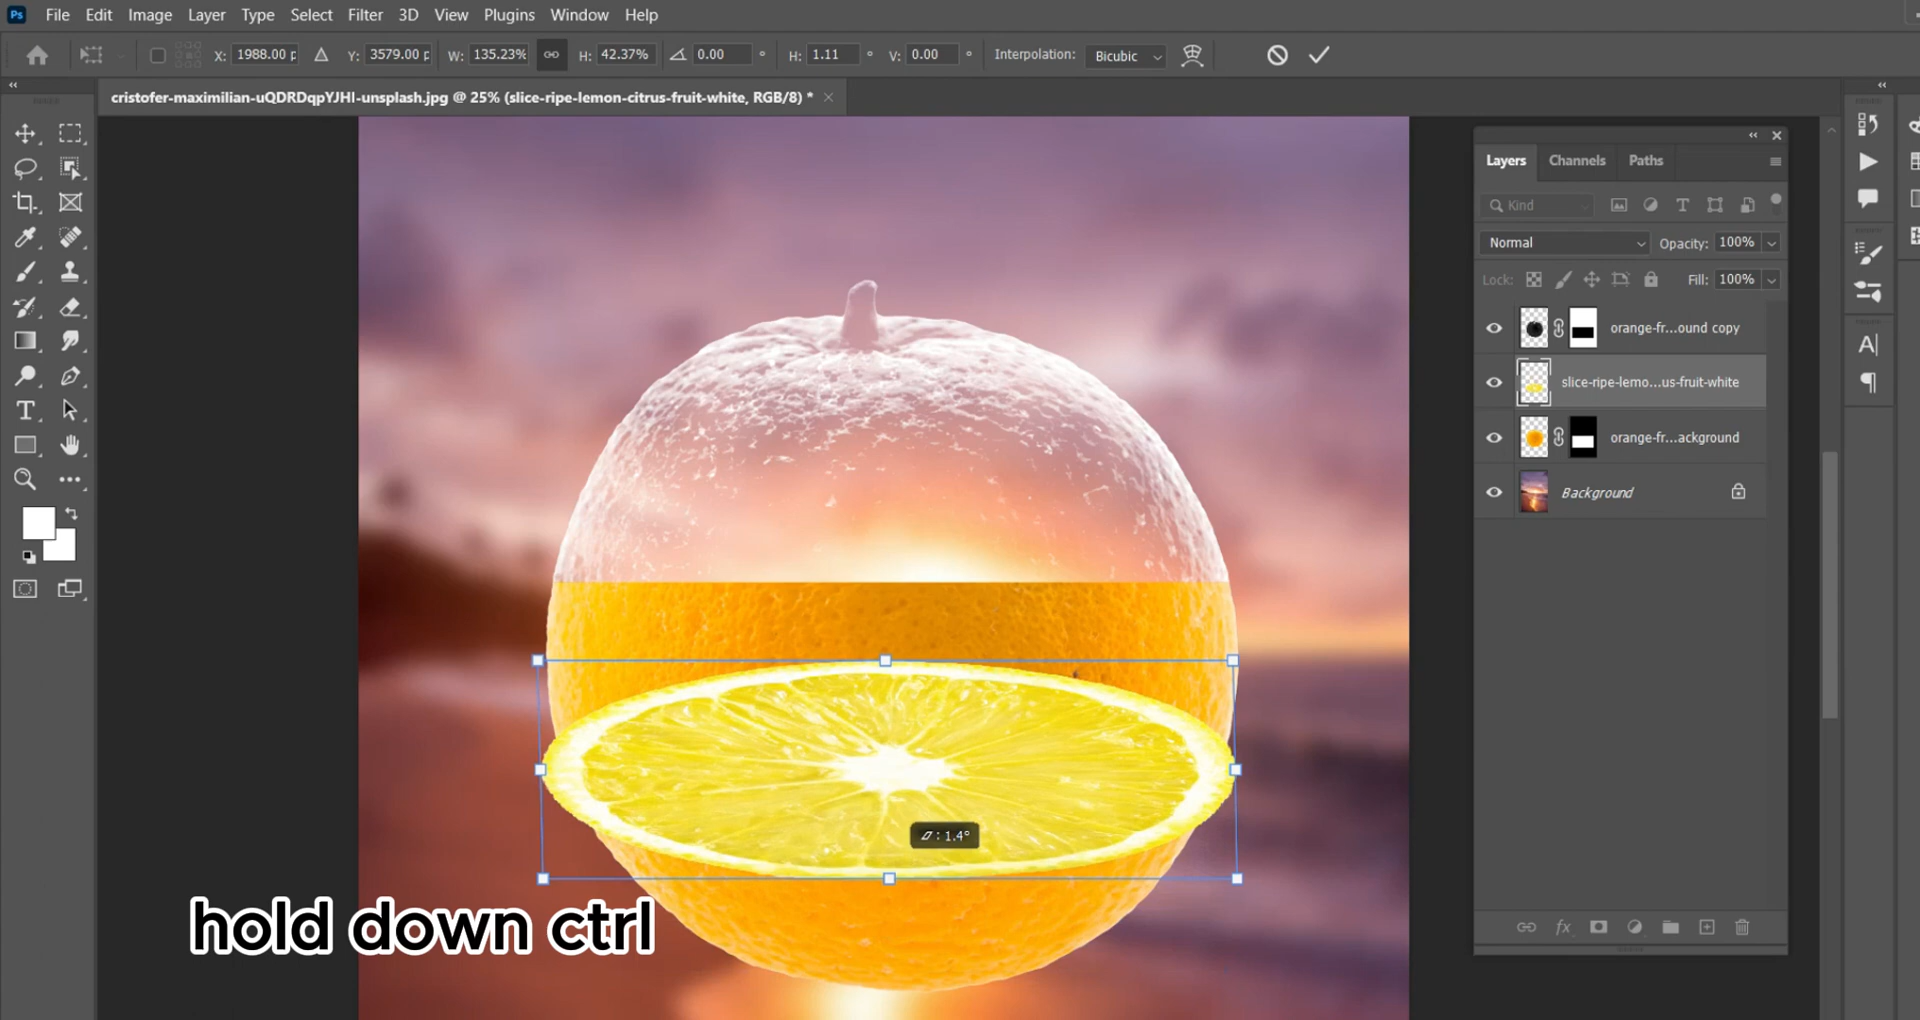 Ps File Edit Image Layer Type Select Filter 3D View Plugins Window Help
X: 1988.00 p Y: 3579.00 p W: 135.23% H: 42.37% 0.00 ° H: 1.11 ° V: 0.00 ° Interpolation: Bicubic
cristofer-maximilian-uQDRDqpYJHI-unsplash.jpg @ 25% (slice-ripe-lemon-citrus-fruit-white, RGB/8) *
Layers Channels Paths
Kind
Normal Opacity: 100%
Lock: Fill: 100%
orange-fr...ound copy
slice-ripe-lemo...us-fruit-white
orange-fr...ackground
Background
: 1.4°
hold down ctrl
fx